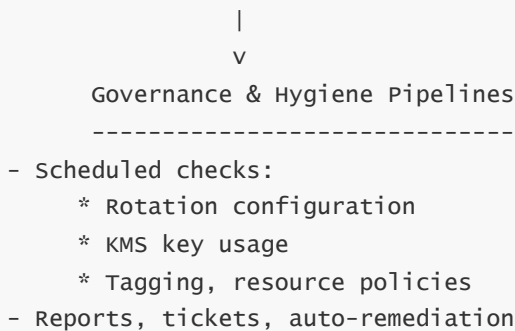 |
v
Governance & Hygiene Pipelines
------------------------------
- Scheduled checks:
* Rotation configuration
* KMS key usage
* Tagging, resource policies
- Reports, tickets, auto-remediation